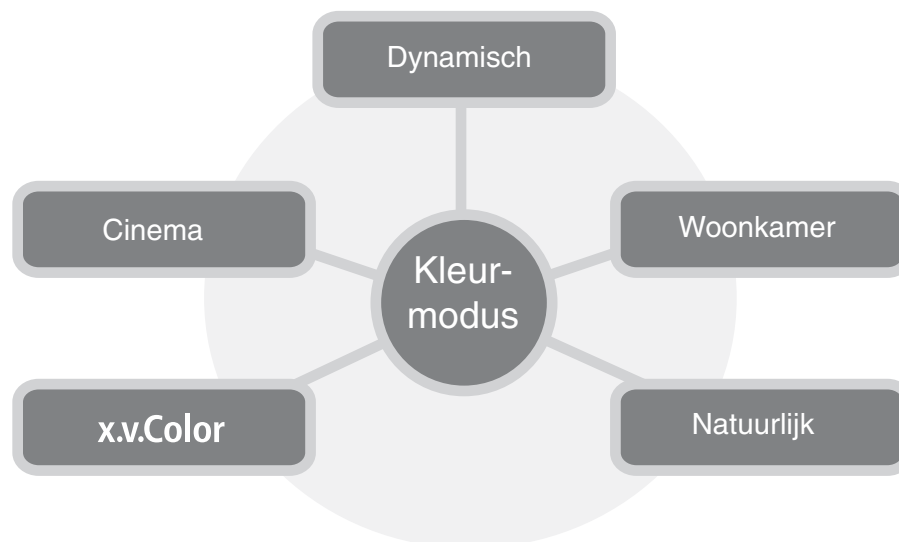 Dynamisch
Cinema
Woonkamer
Kleur-
modus
x.v.Color
Natuurlijk